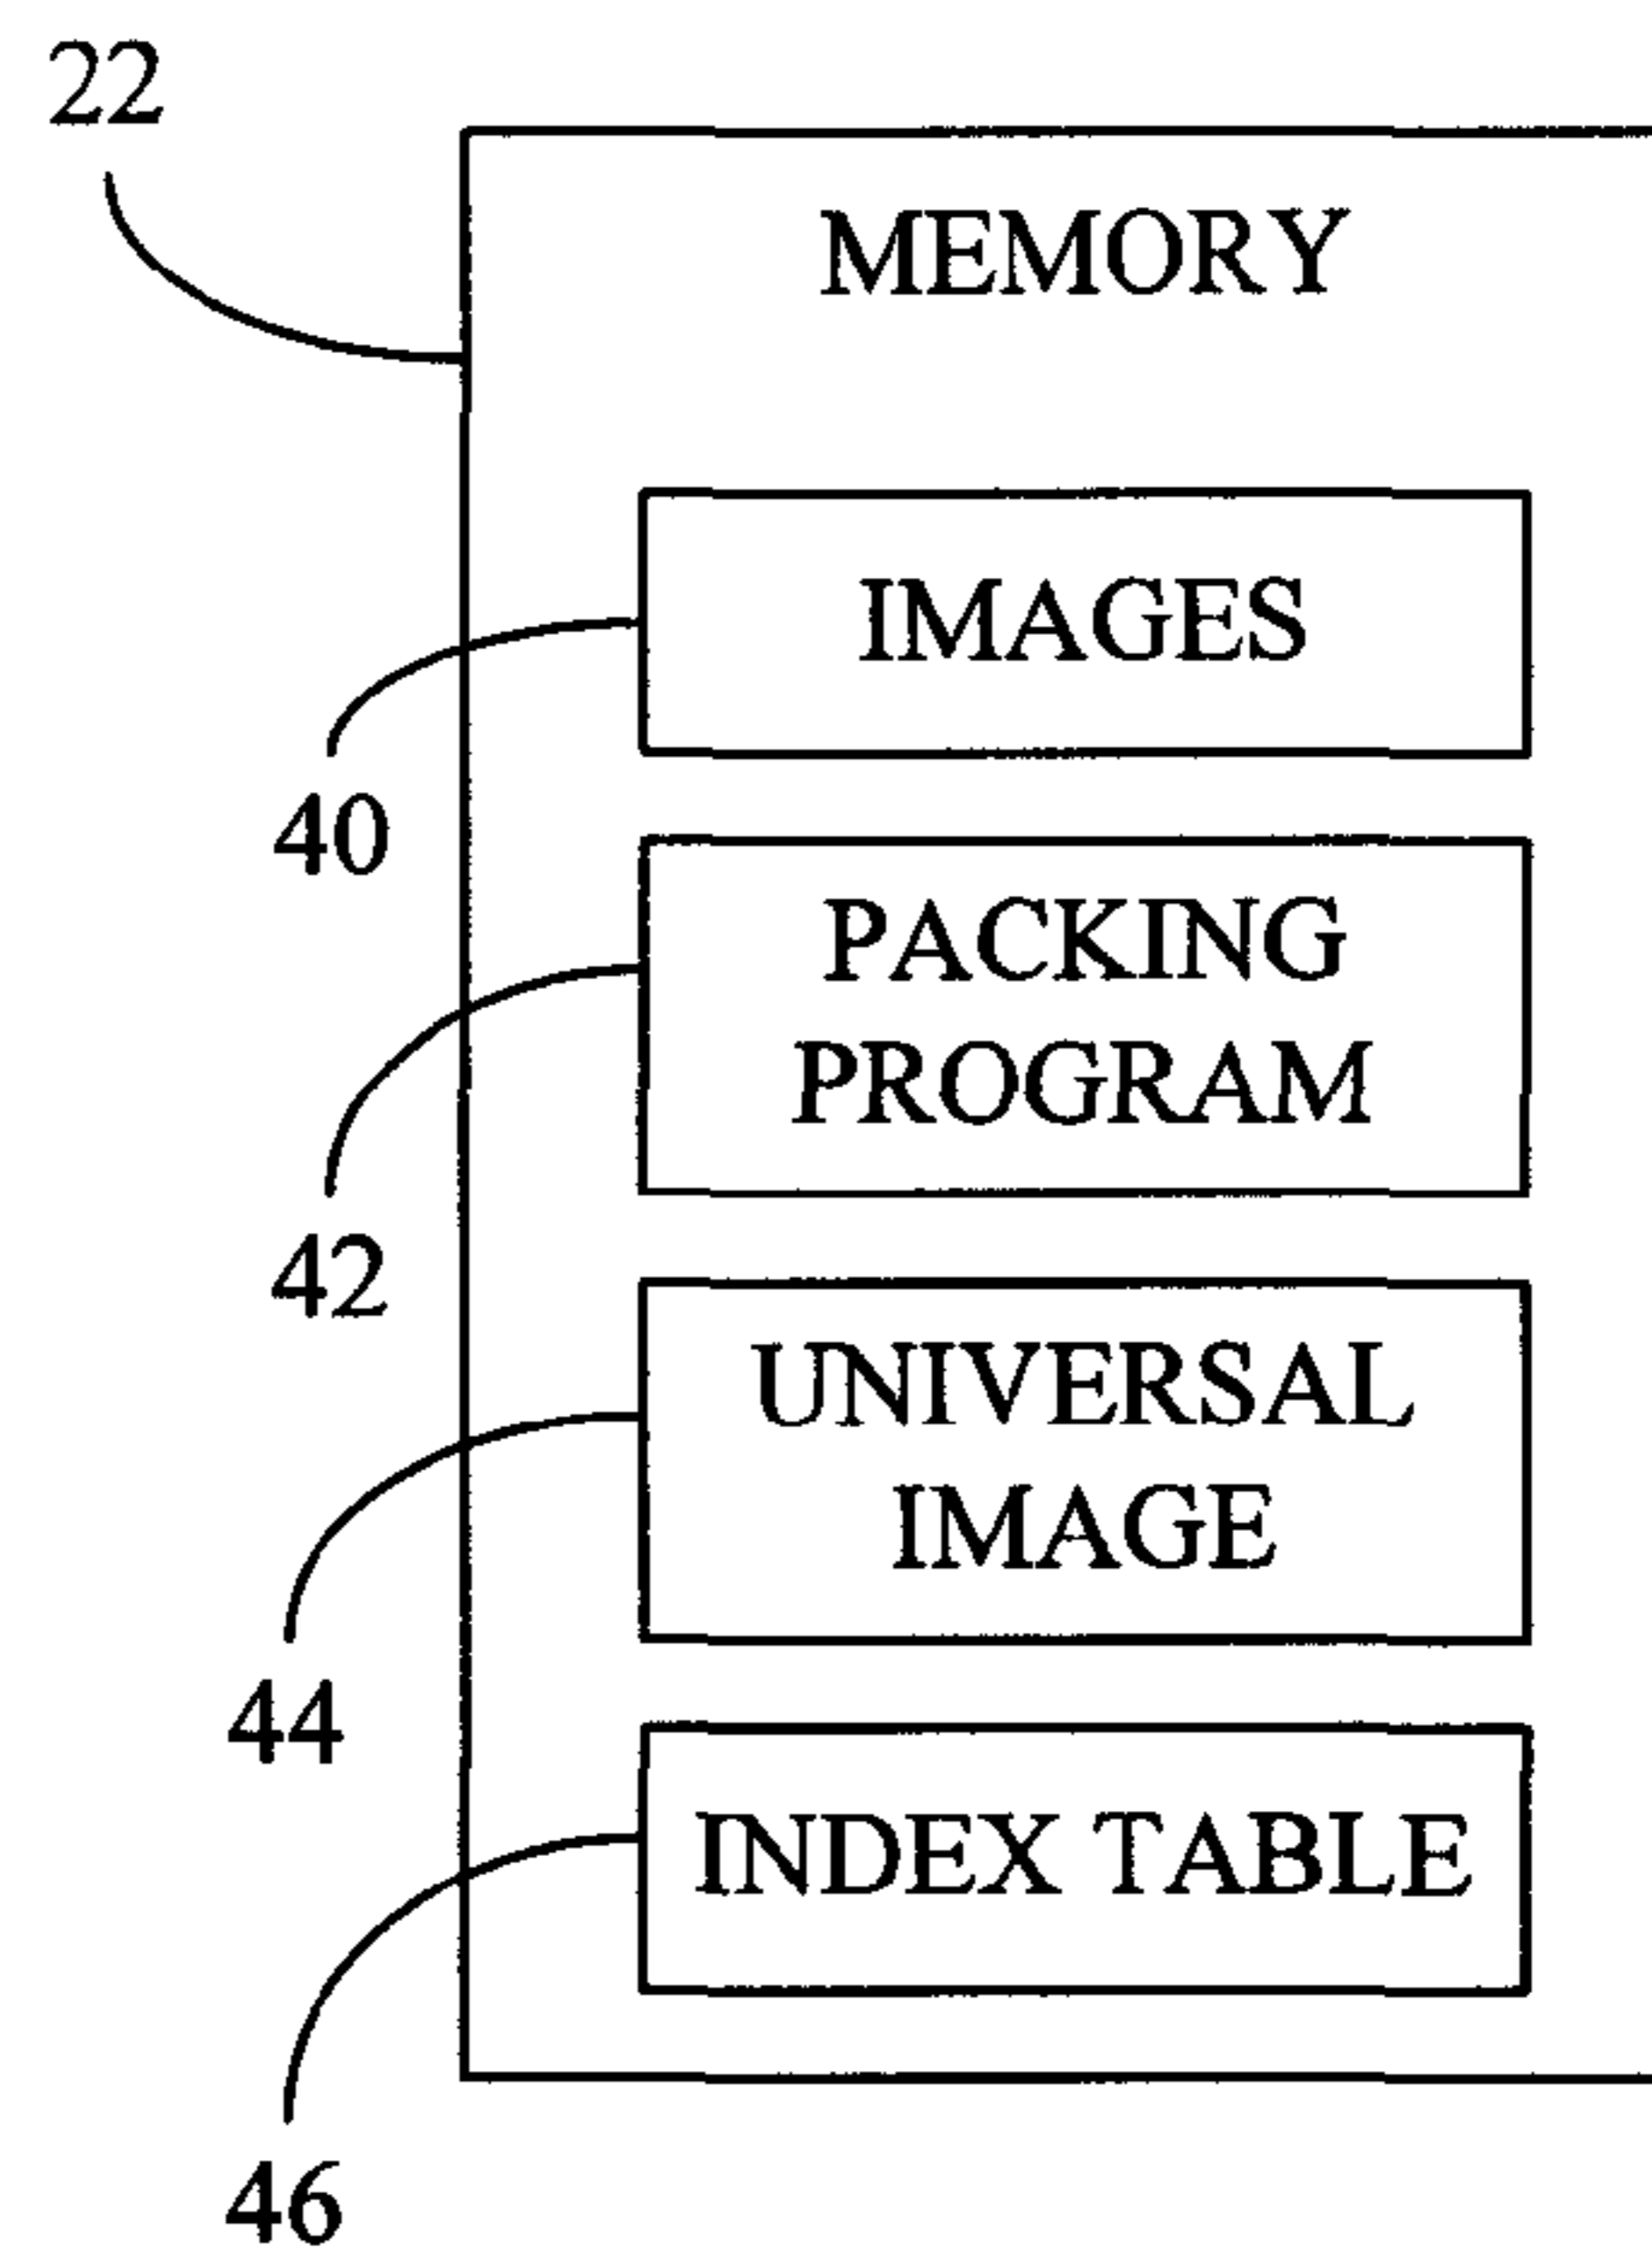 22
MEMORY
IMAGES
40
PACKING
PROGRAM
42
UNIVERSAL
IMAGE
44
INDEX TABLE
46